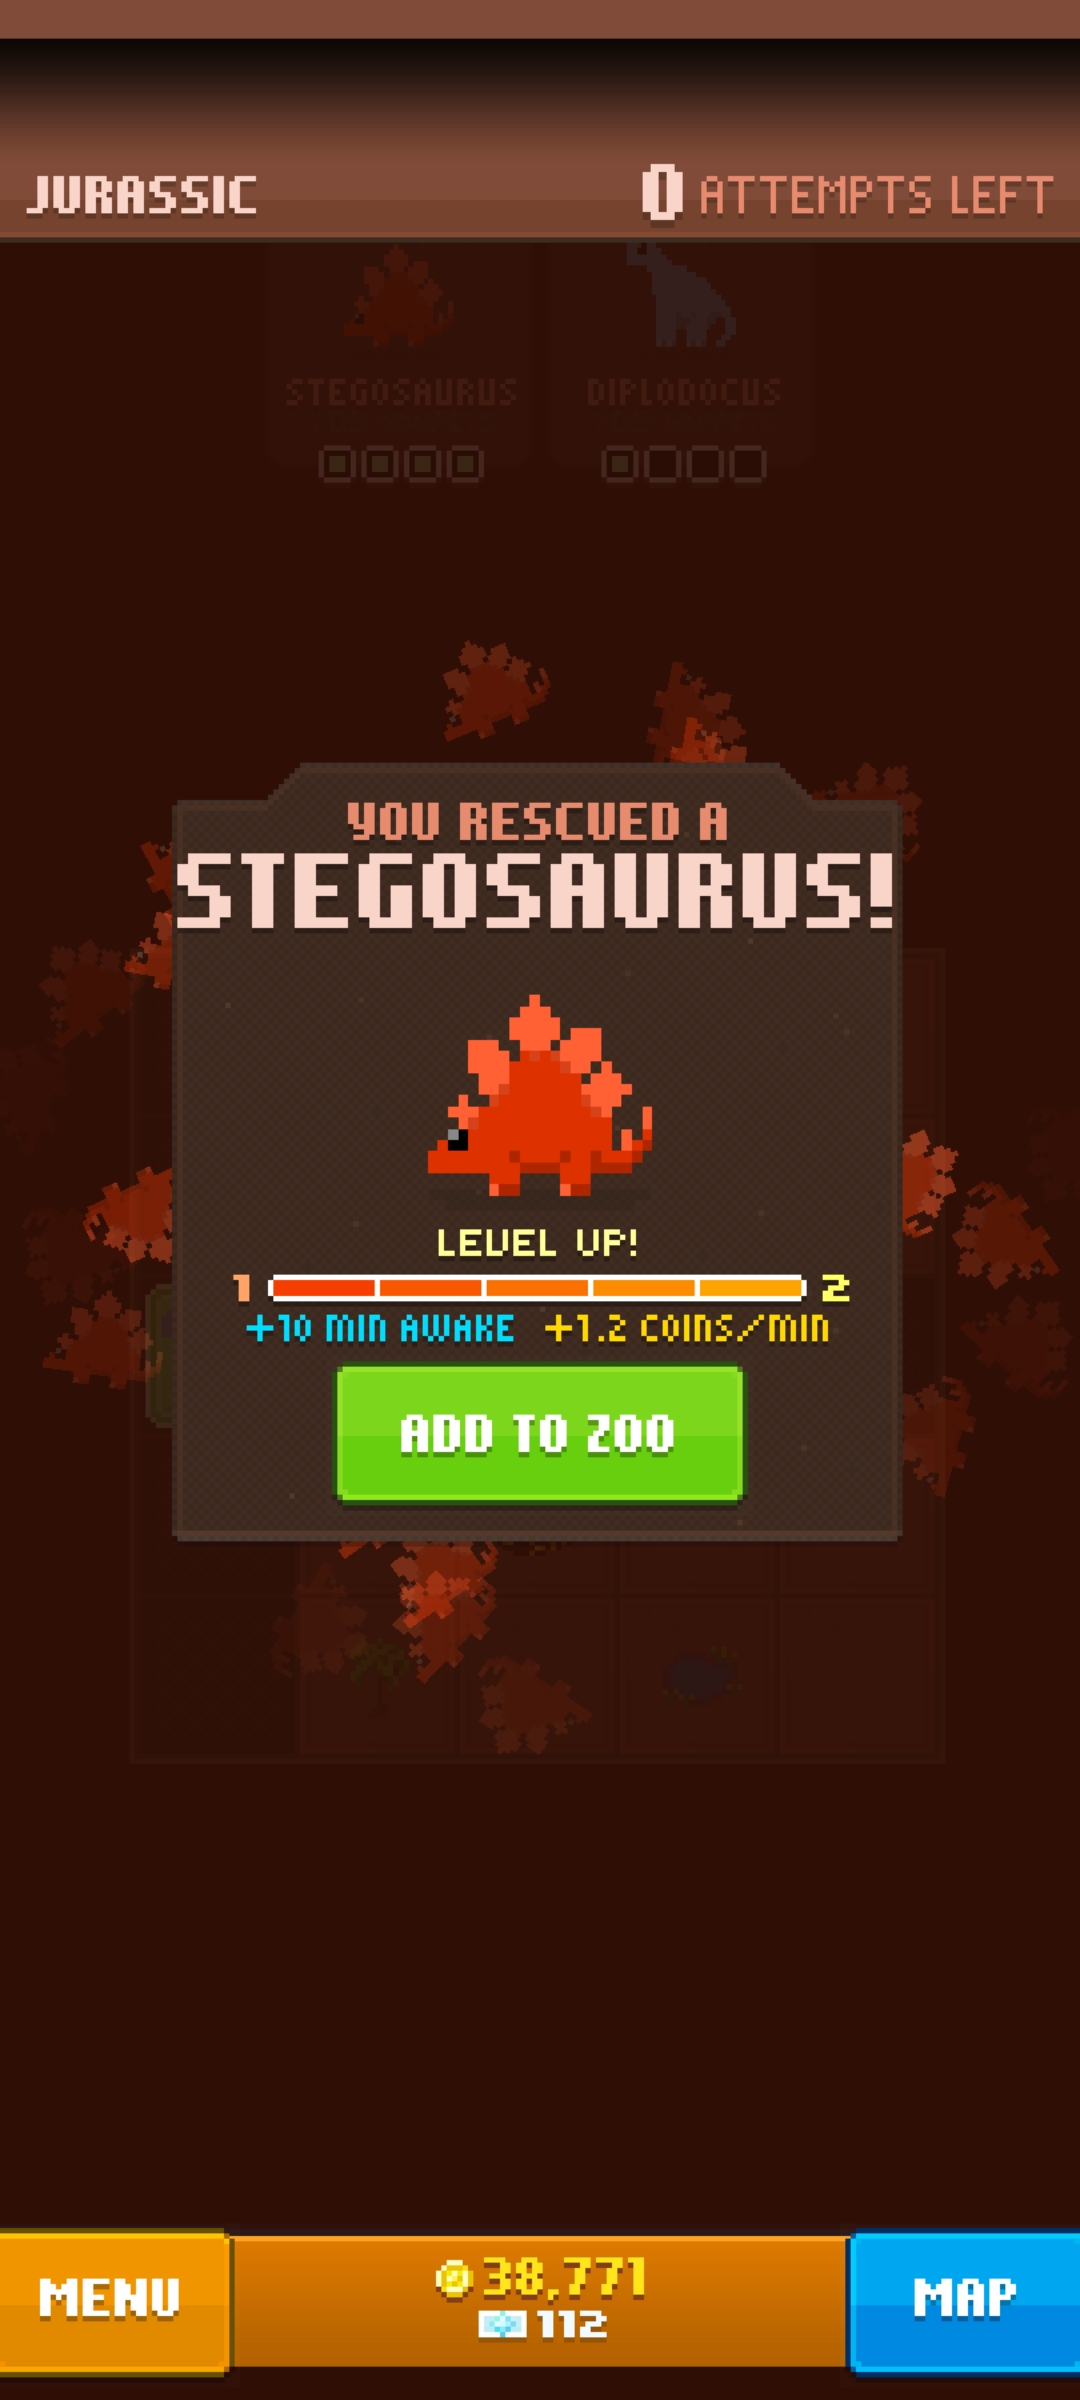 JURASSIC
0 ATTEMPTS LEFT
STEGOSAURUS
DIPLODOCUS
YOU RESCUED A
STEGOSAURUS!
LEVEL UP!
1 2
+10 MIN AWAKE +1.2 COINS/MIN
ADD TO ZOO
MENU
38,771
112
MAP